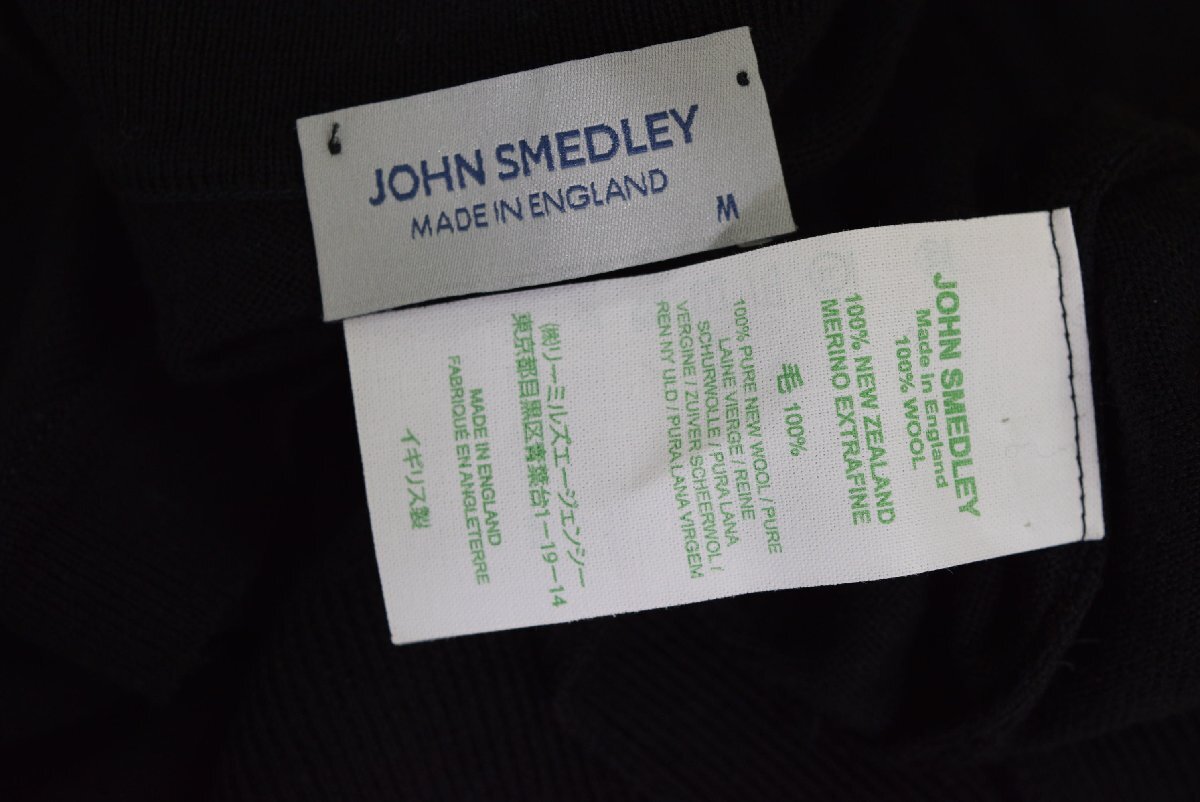 JOHN SMEDLEY
MADE IN ENGLAND
M
JOHN SMEDLEY
Made in England
100% WOOL
100% NEW ZEALAND
MERINO EXTRAFINE
毛 100%
100% PURE NEW WOOL / PURE
LAINE VIERGE / REINE
SCHURWOLLE / PURA LANA
VERGINE / ZUIVER SCHEERWOL /
REN NY ULD / PURA LANA VIRGEM
㈱リーミルズエージェンシー
東京都目黒区青葉台1−19−14
MADE IN ENGLAND
FABRIQUÉ EN ANGLETERRE
イギリス製